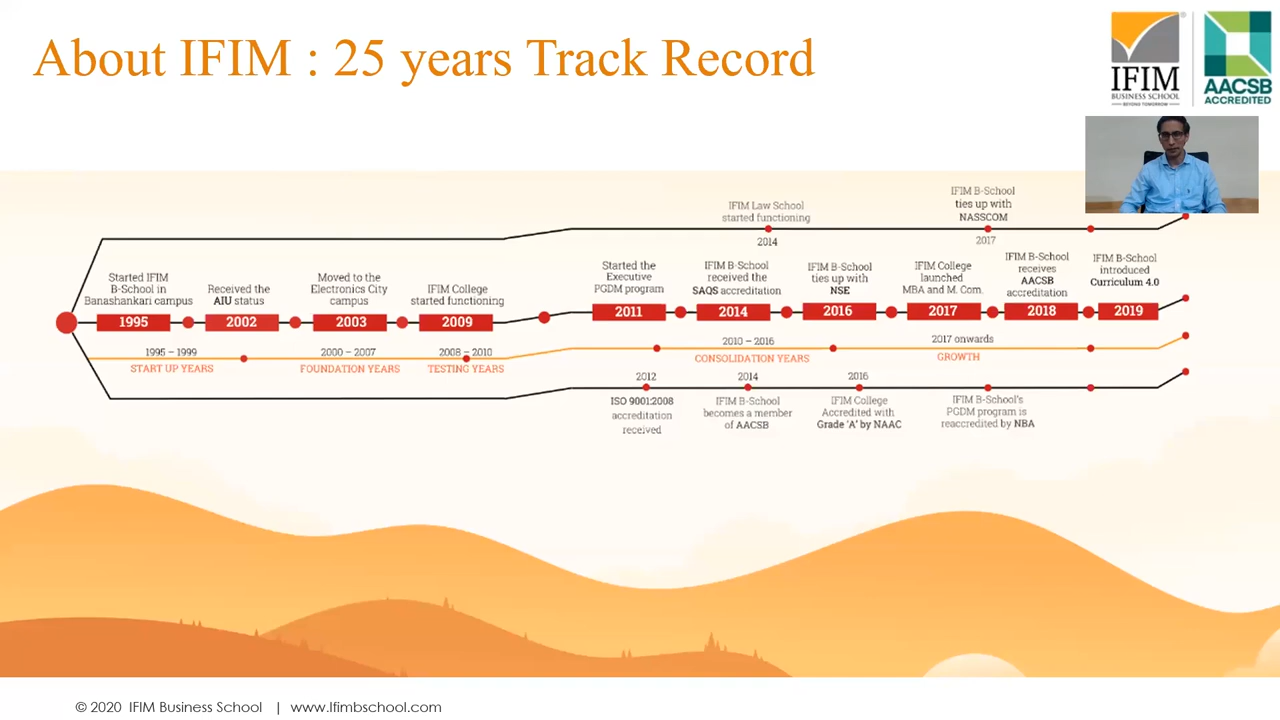 About IFIM : 25 years Track Record
IFIM
BUSINESS SCHOOL
BEYOND TOMORROW
AACSB
ACCREDITED
IFIM Law School
started functioning
2014
IFIM B-School
ties up with
NASSCOM
2017
Started IFIM
B-School in
Banashankari campus
1995
Received the
AIU status
2002
Moved to the
Electronics City
campus
2003
IFIM College
started functioning
2009
Started the
Executive
PGDM program
2011
IFIM B-School
received the
SAQS accreditation
2014
IFIM B-School
ties up with
NSE
2016
IFIM College
launched
MBA and M. Com.
2017
IFIM B-School
receives
AACSB
accreditation
2018
IFIM B-School
introduced
Curriculum 4.0
2019
1995 – 1999
START UP YEARS
2000 – 2007
FOUNDATION YEARS
2008 – 2010
TESTING YEARS
2010 – 2016
CONSOLIDATION YEARS
2017 onwards
GROWTH
2012
ISO 9001:2008
accreditation
received
2014
IFIM B-School
becomes a member
of AACSB
2016
IFIM College
Accredited with
Grade 'A' by NAAC
IFIM B-School's
PGDM program is
reaccredited by NBA
© 2020 IFIM Business School | www.Ifimbschool.com